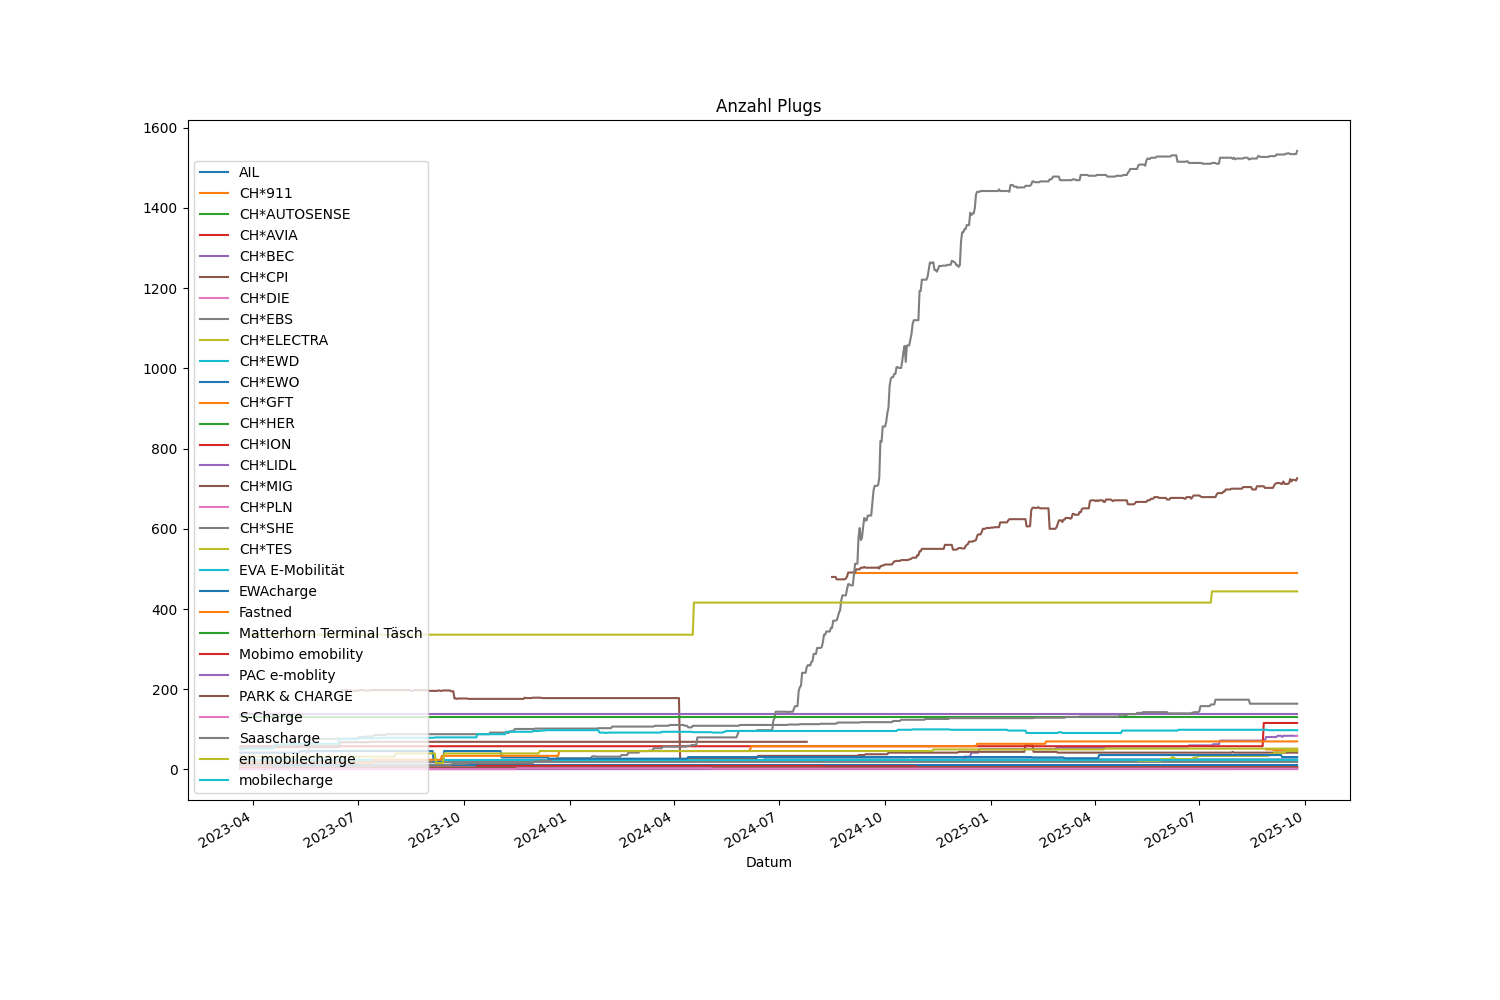 Anzahl Plugs
1600
1400
1200
1000
800
600
400
200
0
AIL
CH*911
CH*AUTOSENSE
CH*AVIA
CH*BEC
CH*CPI
CH*DIE
CH*EBS
CH*ELECTRA
CH*EWD
CH*EWO
CH*GFT
CH*HER
CH*ION
CH*LIDL
CH*MIG
CH*PLN
CH*SHE
CH*TES
EVA E-Mobilität
EWAcharge
Fastned
Matterhorn Terminal Täsch
Mobimo emobility
PAC e-moblity
PARK & CHARGE
S-Charge
Saascharge
en mobilecharge
mobilecharge
2023-04
2023-07
2023-10
2024-01
2024-04
2024-07
2024-10
2025-01
2025-04
2025-07
2025-10
Datum